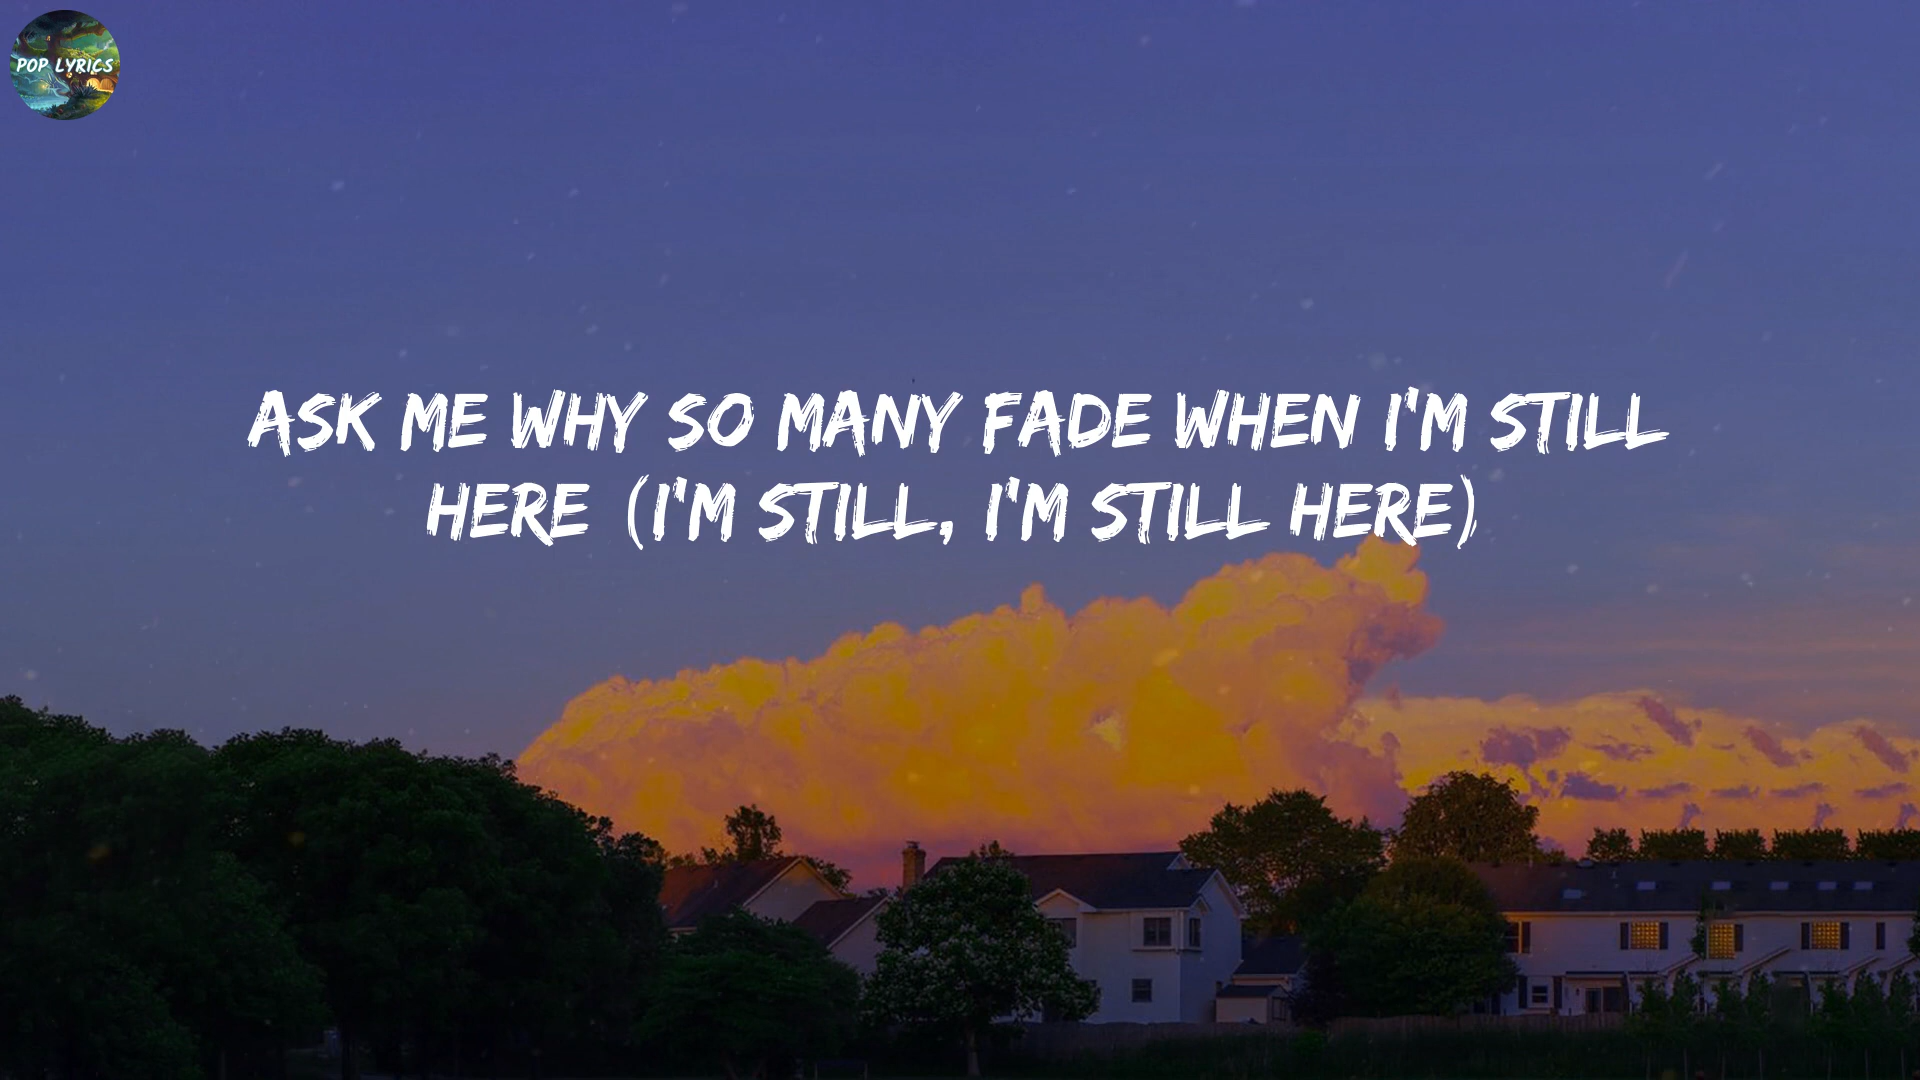 POP LYRICS
ASK ME WHY SO MANY FADE WHEN I'M STILL
HERE (I'M STILL, I'M STILL HERE)